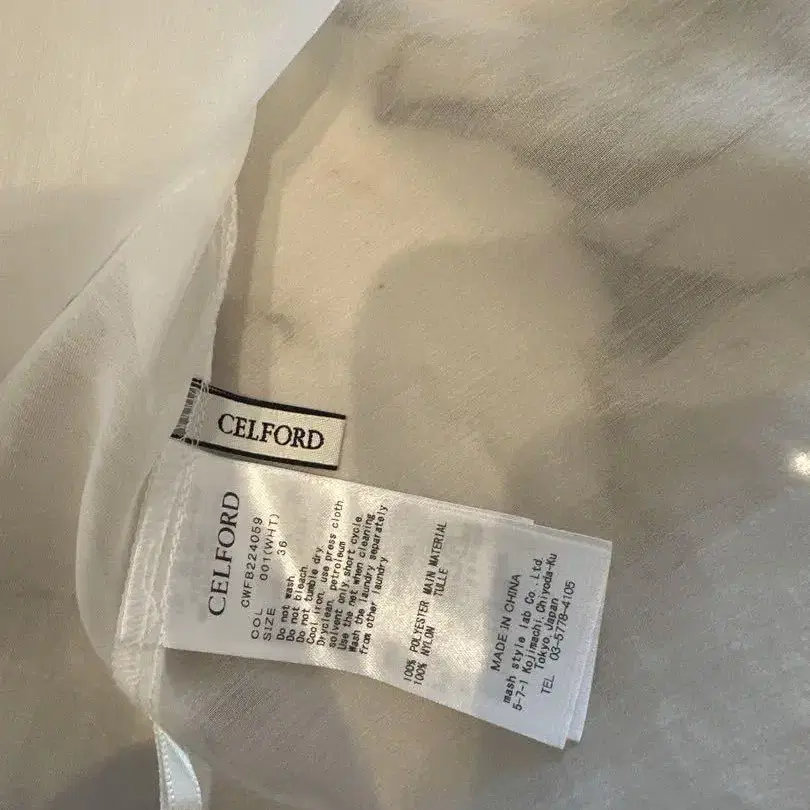 CELFORD
CELFORD
CWFB224059
COL 001(WHT)
SIZE 36
Do not wash.
Do not bleach.
Do not tumble dry.
Cool iron, use press cloth
Dryclean, petroleum
solvent only, short cycle
Use the net when cleaning
Wash the laundry separately
from other laundry
100% POLYESTER MAIN MATERIAL
100% NYLON TULLE
MADE IN CHINA
mash style lab Co., Ltd.
5-7-1 Kojimachi, Chiyoda-Ku
Tokyo, Japan
TEL 03-5778-4105